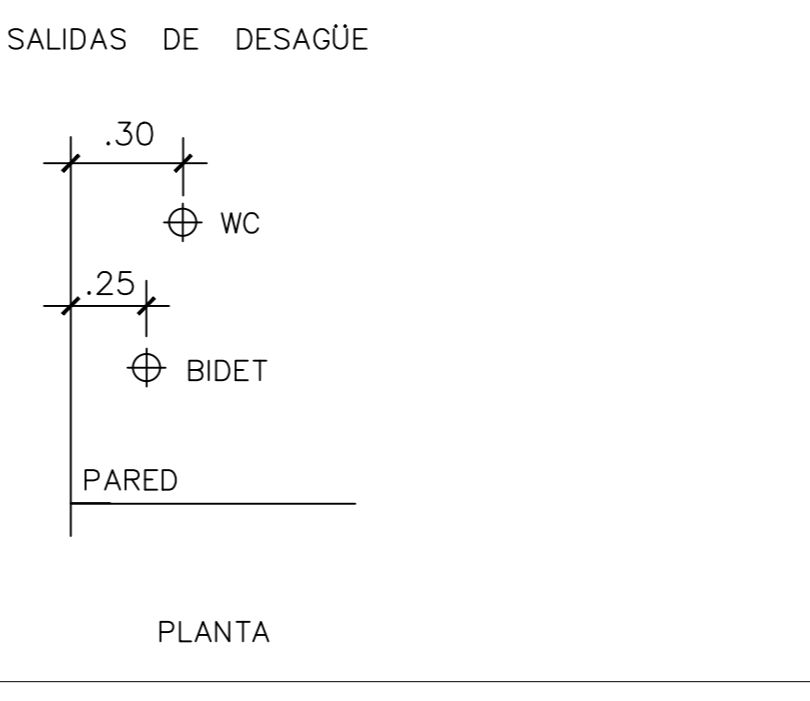 SALIDAS DE DESAGÜE
.30
WC
.25
BIDET
PARED
PLANTA